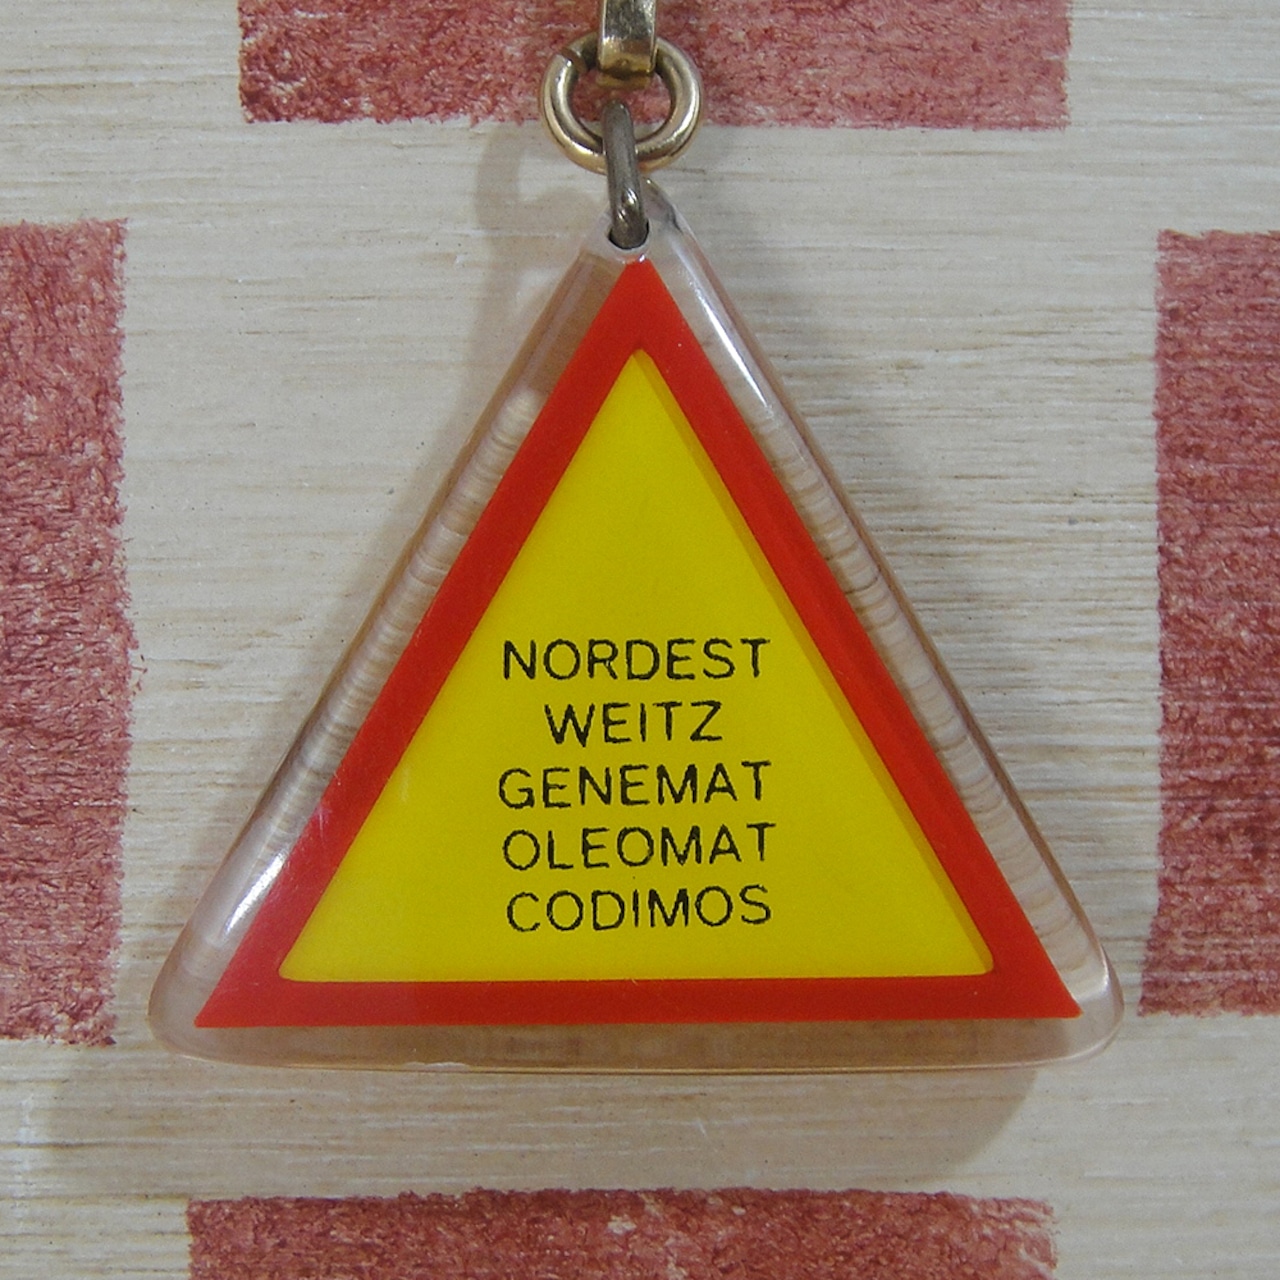 NORDEST
WEITZ
GENEMAT
OLEOMAT
CODIMOS